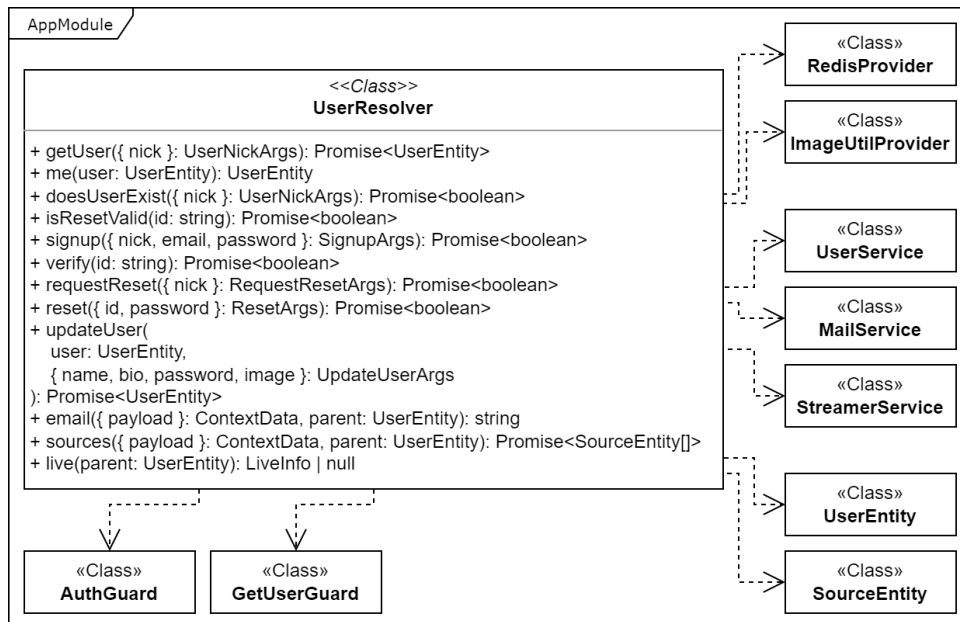 AppModule
<<Class>>
UserResolver
+ getUser({ nick }: UserNickArgs): Promise<UserEntity>
+ me(user: UserEntity): UserEntity
+ doesUserExist({ nick }: UserNickArgs): Promise<boolean>
+ isResetValid(id: string): Promise<boolean>
+ signup({ nick, email, password }: SignupArgs): Promise<boolean>
+ verify(id: string): Promise<boolean>
+ requestReset({ nick }: RequestResetArgs): Promise<boolean>
+ reset({ id, password }: ResetArgs): Promise<boolean>
+ updateUser(
user: UserEntity,
{ name, bio, password, image }: UpdateUserArgs
): Promise<UserEntity>
+ email({ payload }: ContextData, parent: UserEntity): string
+ sources({ payload }: ContextData, parent: UserEntity): Promise<SourceEntity[]>
+ live(parent: UserEntity): LiveInfo | null
«Class»
RedisProvider
«Class»
ImageUtilProvider
«Class»
UserService
«Class»
MailService
«Class»
StreamerService
«Class»
UserEntity
«Class»
SourceEntity
«Class»
AuthGuard
«Class»
GetUserGuard